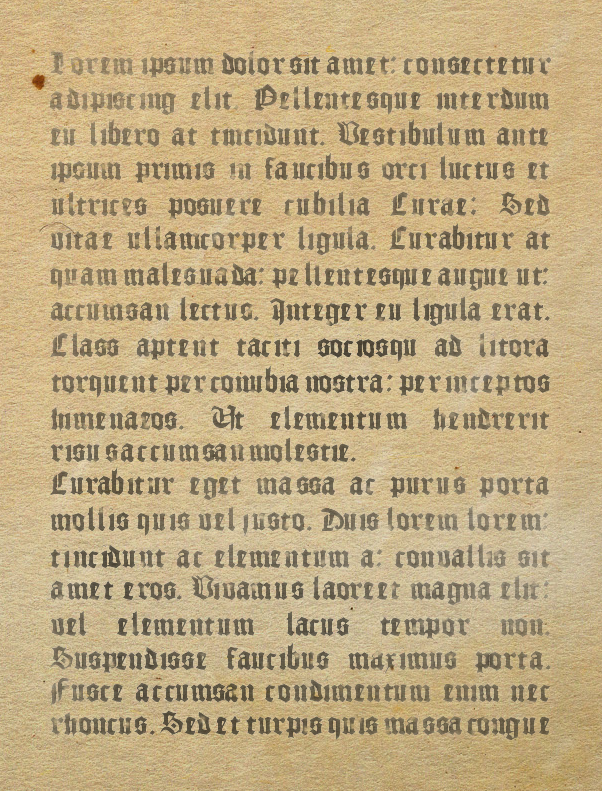 Lorem ipsum dolor sit amet: consectetur
adipiscing elit. Pellentesque interdum
eu libero at tincidunt. Vestibulum ante
ipsum primis in faucibus orci luctus et
ultrices posuere cubilia Curae: Sed
vitae ullamcorper ligula. Curabitur at
quam malesuada: pellentesque augue ut:
accumsan lectus. Integer eu ligula erat.
Class aptent taciti sociosqu ad litora
torquent per conubia nostra: per inceptos
himenaeos. Ut elementum hendrerit
risus accumsan molestie.
Curabitur eget massa ac purus porta
mollis quis vel justo. Duis lorem lorem:
tincidunt ac elementum a: convallis sit
amet eros. Vivamus laoreet magna elit:
vel elementum lacus tempor non.
Suspendisse faucibus maximus porta.
Fusce accumsan condimentum enim nec
rhoncus. Sed et turpis quis massa congue